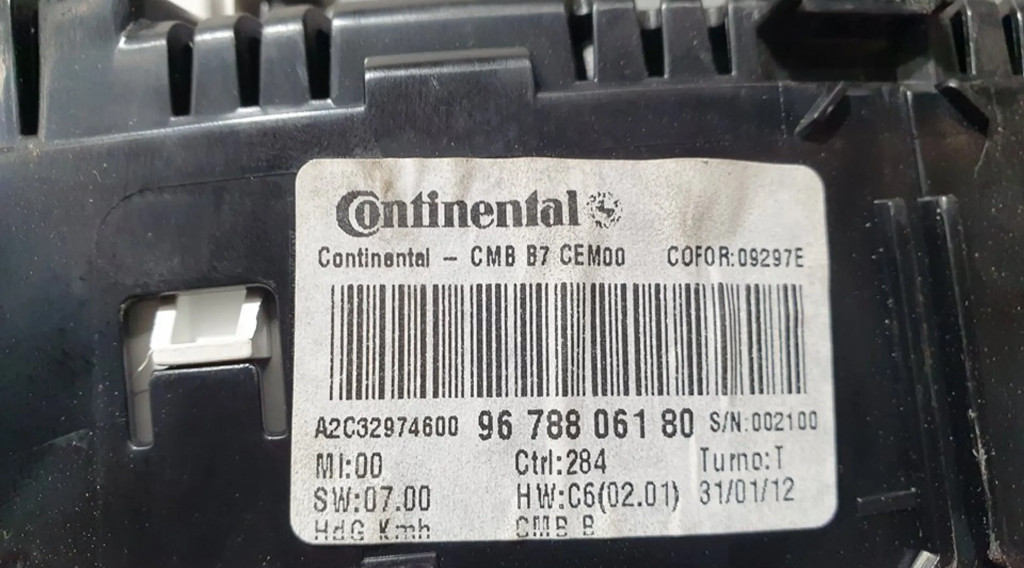 Continental
Continental - CMB B7 CEM00 COFOR:09297E
A2C32974600 96 788 061 80 S/N:002100
MI:00 Ctrl:284 Turno:T
SW:07.00 HW:C6(02.01) 31/01/12
HdG Kmh CMB B